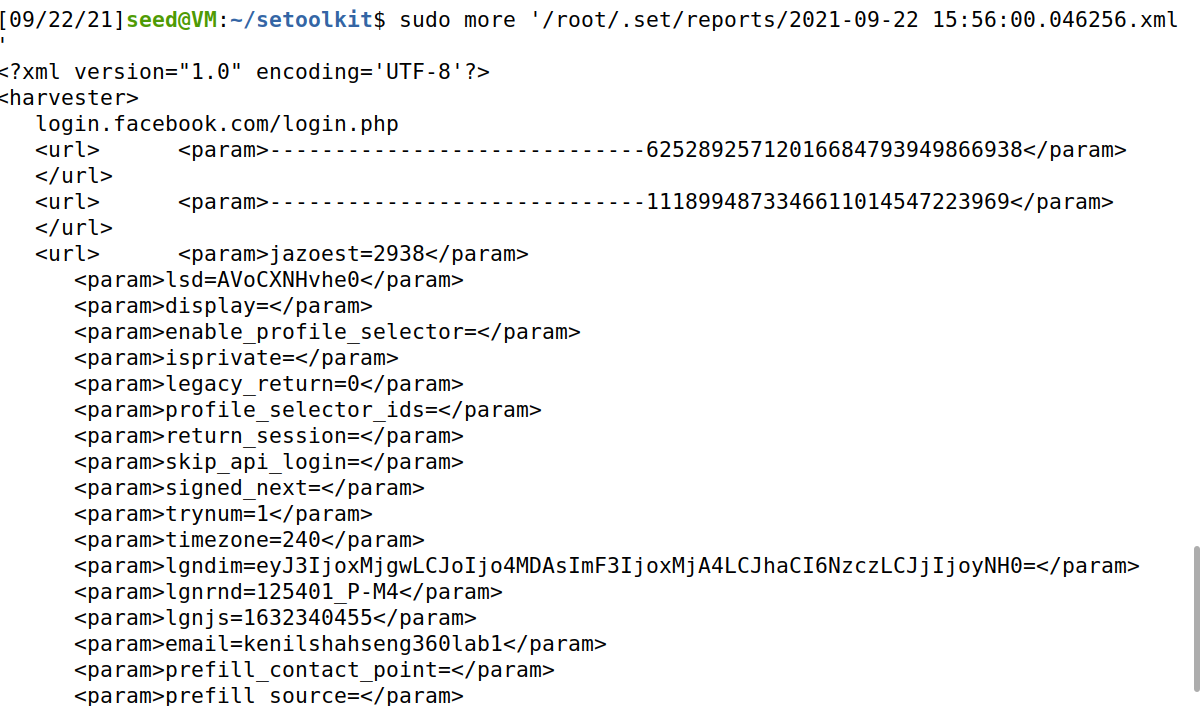 [09/22/21]seed@VM:~/setoolkit$ sudo more '/root/.set/reports/2021-09-22 15:56:00.046256.xml
'
<?xml version="1.0" encoding='UTF-8'?>
<harvester>
   login.facebook.com/login.php
   <url>      <param>-----------------------------62528925712016684793949866938</param>
   </url>
   <url>      <param>-----------------------------1118994873346611014547223969</param>
   </url>
   <url>      <param>jazoest=2938</param>
      <param>lsd=AVoCXNHvhe0</param>
      <param>display=</param>
      <param>enable_profile_selector=</param>
      <param>isprivate=</param>
      <param>legacy_return=0</param>
      <param>profile_selector_ids=</param>
      <param>return_session=</param>
      <param>skip_api_login=</param>
      <param>signed_next=</param>
      <param>trynum=1</param>
      <param>timezone=240</param>
      <param>lgndim=eyJ3IjoxMjgwLCJoIjo4MDAsImF3IjoxMjA4LCJhaCI6NzczLCJjIjoyNH0=</param>
      <param>lgnrnd=125401_P-M4</param>
      <param>lgnjs=1632340455</param>
      <param>email=kenilshahseng360lab1</param>
      <param>prefill_contact_point=</param>
      <param>prefill_source=</param>